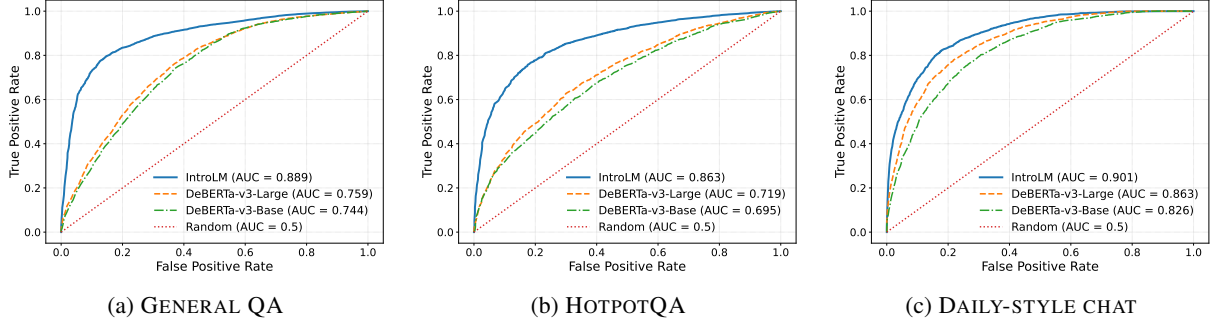 1.0
0.8
0.6
0.4
0.2
0.0
True Positive Rate
IntroLM (AUC = 0.889)
DeBERTa-v3-Large (AUC = 0.759)
DeBERTa-v3-Base (AUC = 0.744)
Random (AUC = 0.5)
0.0 0.2 0.4 0.6 0.8 1.0
False Positive Rate
(a) GENERAL QA
1.0
0.8
0.6
0.4
0.2
0.0
True Positive Rate
IntroLM (AUC = 0.863)
DeBERTa-v3-Large (AUC = 0.719)
DeBERTa-v3-Base (AUC = 0.695)
Random (AUC = 0.5)
0.0 0.2 0.4 0.6 0.8 1.0
False Positive Rate
(b) HOTPOTQA
1.0
0.8
0.6
0.4
0.2
0.0
True Positive Rate
IntroLM (AUC = 0.901)
DeBERTa-v3-Large (AUC = 0.863)
DeBERTa-v3-Base (AUC = 0.826)
Random (AUC = 0.5)
0.0 0.2 0.4 0.6 0.8 1.0
False Positive Rate
(c) DAILY-STYLE CHAT